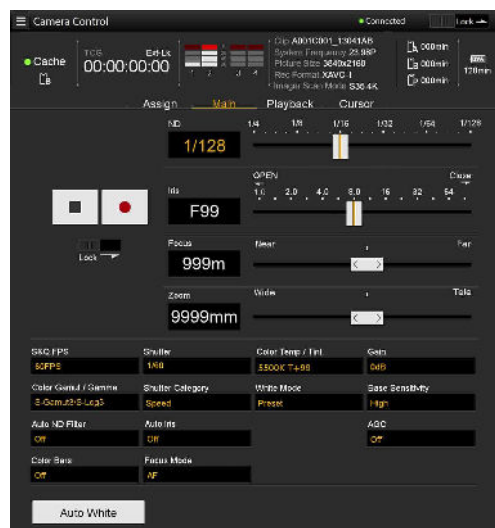 Camera Control
Connected
Lock
Cache
TCG
Ext-Lk
00:00:00:00
1 2 3 4
Clip A001C001_13041AB
System Frequency 23.98P
Picture Size 3840x2160
Rec Format XAVC-I
Imager Scan Mode S35 4K
000min
000min
000min
120min
Assign Main Playback Cursor
ND
1/128
1/4 1/8 1/16 1/32 1/64 1/128
Iris
F99
OPEN Close
1.0 2.0 4.0 8.0 16 32 64
Lock
Focus
999m
Near Far
Zoom
9999mm
Wide Tele
S&Q FPS Shutter Color Temp / Tint Gain
60FPS 1/60 5500K T+99 0dB
Color Gamut / Gamma Shutter Category White Mode Base Sensitivity
S-Gamut3/S-Log3 Speed Preset High
Auto ND Filter Auto Iris AGC
Off Off Off
Color Bars Focus Mode
Off AF
Auto White